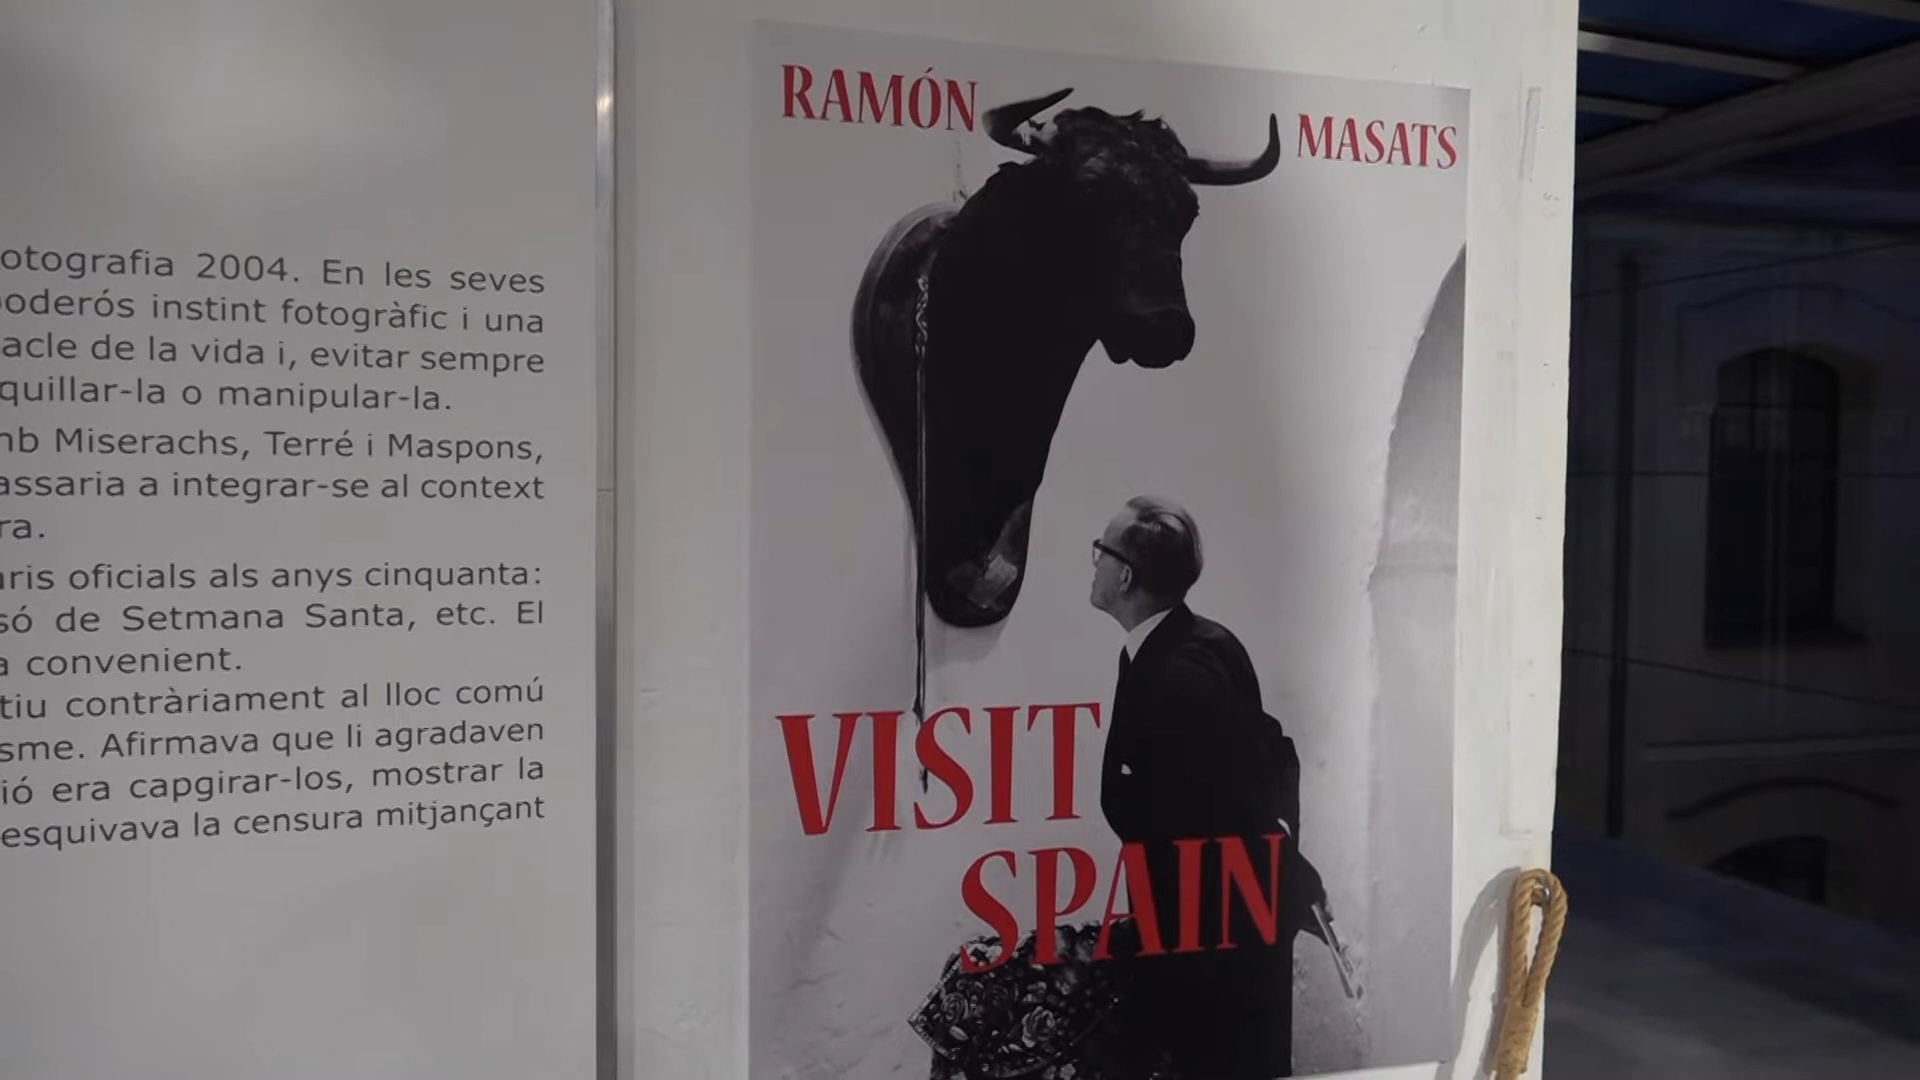 otografia 2004. En les seves
poderós instint fotogràfic i una
acle de la vida i, evitar sempre
quillar-la o manipular-la.
mb Miserachs, Terré i Maspons,
assaria a integrar-se al context
ra.
aris oficials als anys cinquanta:
só de Setmana Santa, etc. El
a convenient.
tiu contràriament al lloc comú
sme. Afirmava que li agradaven
ió era capgirar-los, mostrar la
esquivava la censura mitjançant
RAMÓN MASATS
VISIT
SPAIN